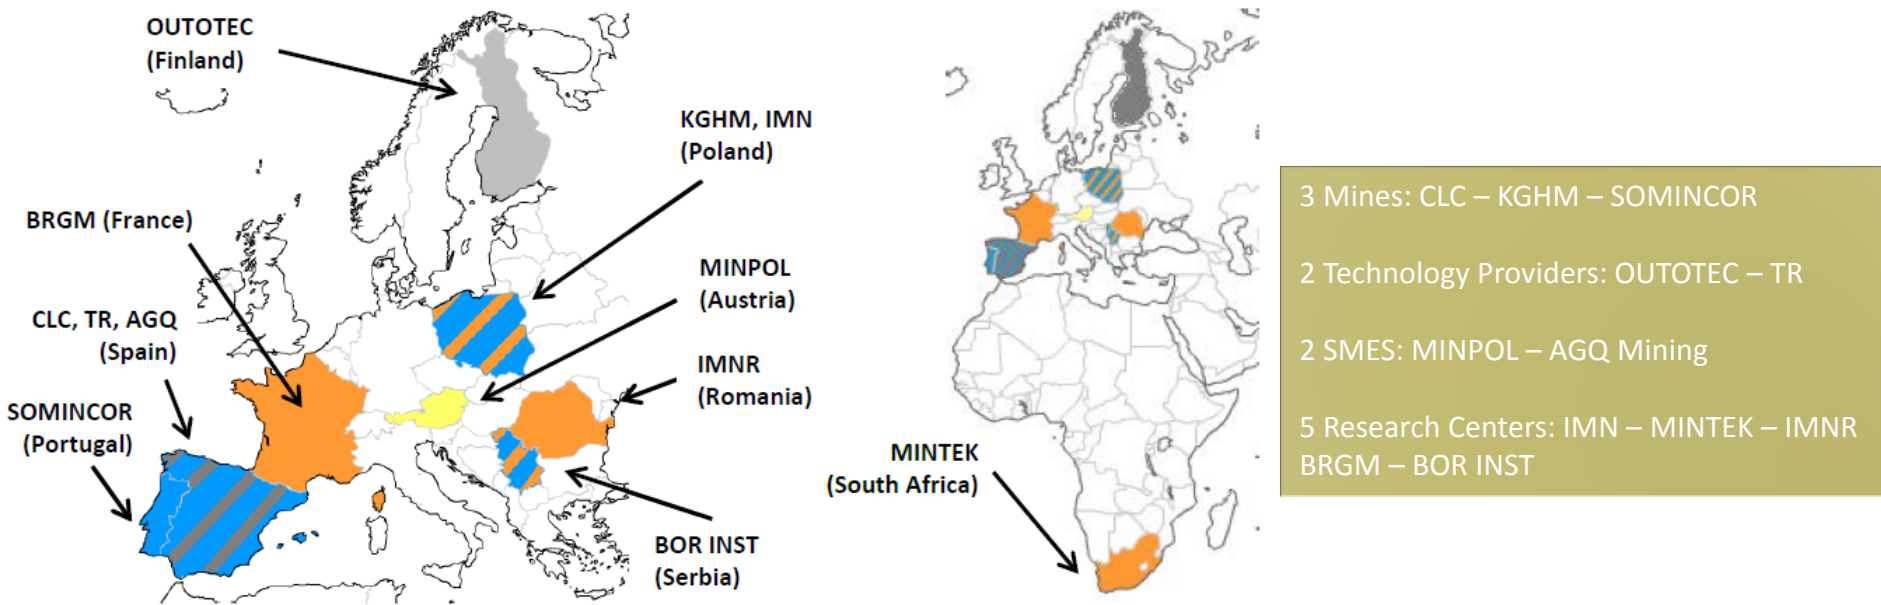 OUTOTEC
(Finland)
KGHM, IMN
(Poland)
BRGM (France)
MINPOL
(Austria)
CLC, TR, AGQ
(Spain)
IMNR
(Romania)
SOMINCOR
(Portugal)
BOR INST
(Serbia)
MINTEK
(South Africa)
3 Mines: CLC – KGHM – SOMINCOR
2 Technology Providers: OUTOTEC – TR
2 SMES: MINPOL – AGQ Mining
5 Research Centers: IMN – MINTEK – IMNR
BRGM – BOR INST